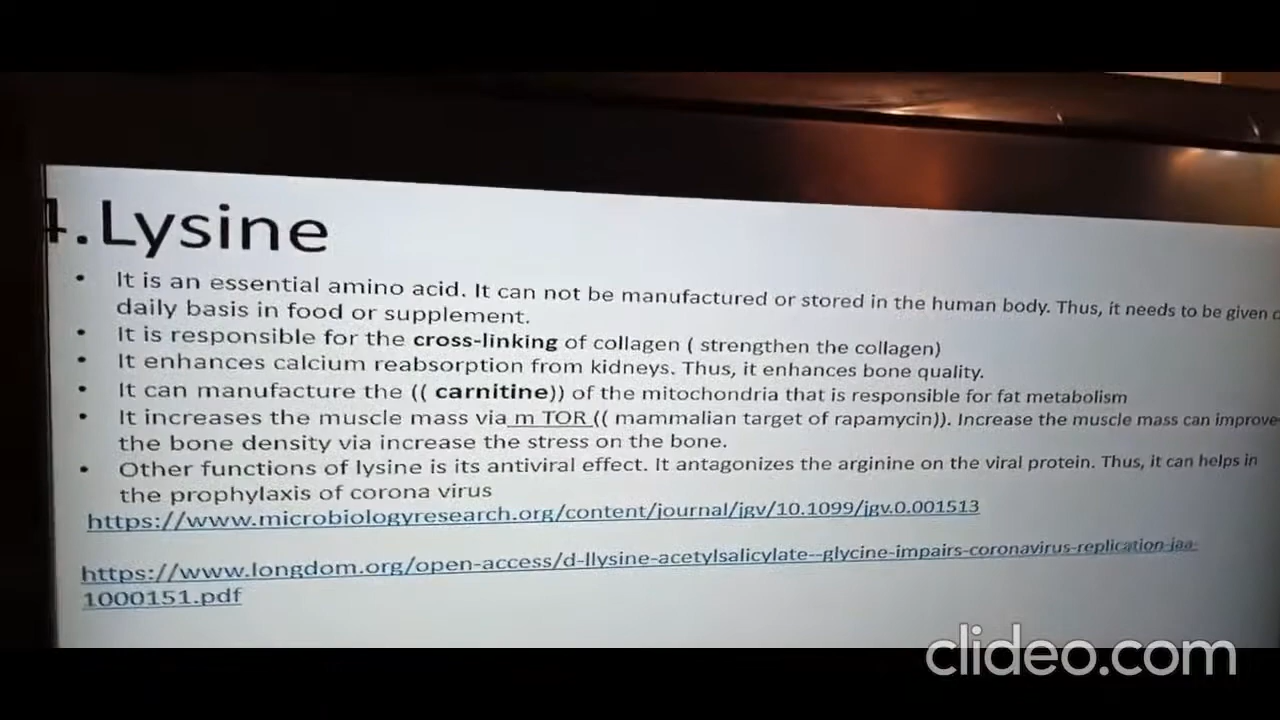 4.Lysine
• It is an essential amino acid. It can not be manufactured or stored in the human body. Thus, it needs to be given
daily basis in food or supplement.
• It is responsible for the cross-linking of collagen ( strengthen the collagen)
• It enhances calcium reabsorption from kidneys. Thus, it enhances bone quality.
• It can manufacture the (( carnitine)) of the mitochondria that is responsible for fat metabolism
• It increases the muscle mass via m TOR (( mammalian target of rapamycin)). Increase the muscle mass can improve
the bone density via increase the stress on the bone.
• Other functions of lysine is its antiviral effect. It antagonizes the arginine on the viral protein. Thus, it can helps in
the prophylaxis of corona virus
https://www.microbiologyresearch.org/content/journal/jgv/10.1099/jgv.0.001513
https://www.longdom.org/open-access/d-llysine-acetylsalicylate--glycine-impairs-coronavirus-replication-jaa-
1000151.pdf
clideo.com